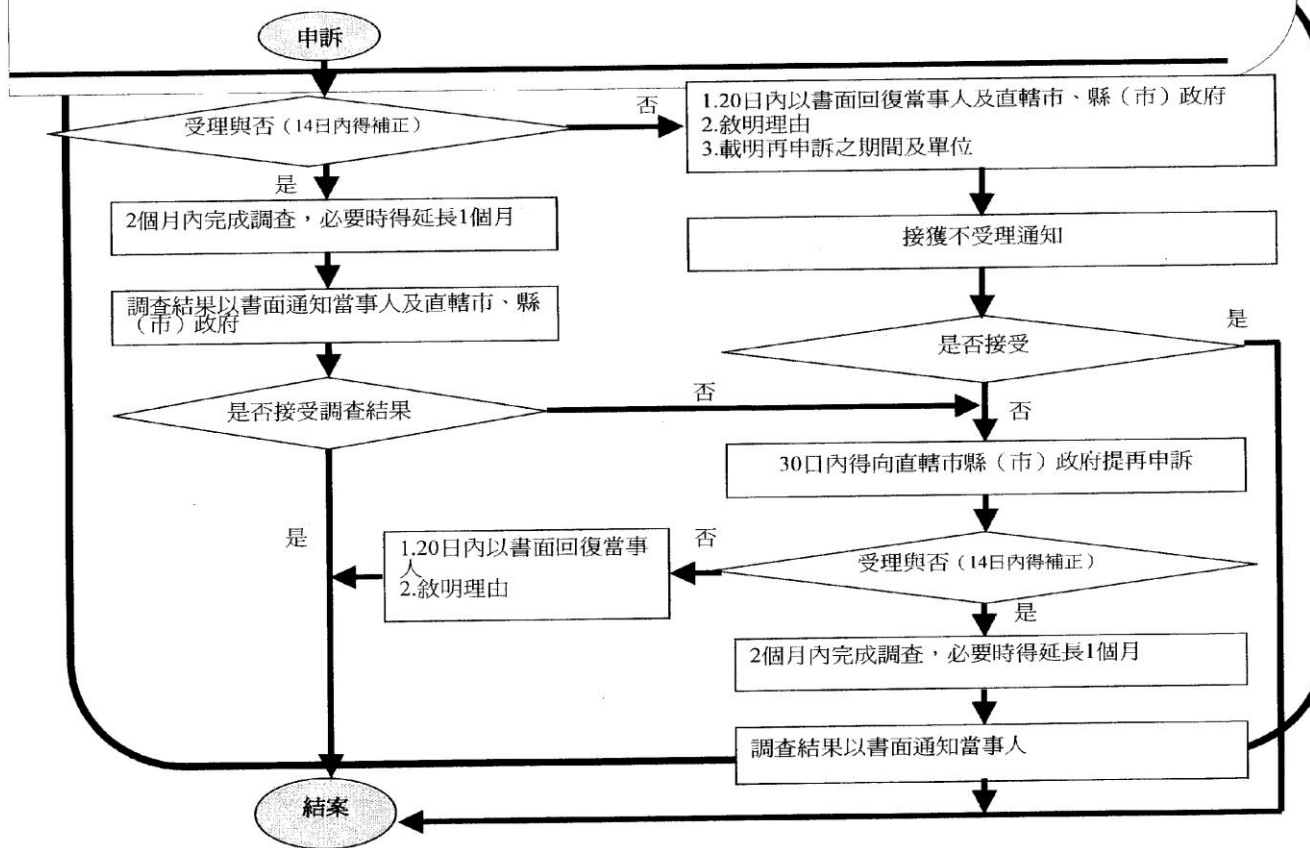 申訴
受理與否（14日內得補正）
否
1.20日內以書面回復當事人及直轄市、縣（市）政府
2.敘明理由
3.載明再申訴之期間及單位
是
2個月內完成調查，必要時得延長1個月
接獲不受理通知
調查結果以書面通知當事人及直轄市、縣
（市）政府
是否接受
是
是否接受調查結果
否
否
30日內得向直轄市縣（市）政府提再申訴
是
1.20日內以書面回復當事
人
2.敘明理由
否
受理與否（14日內得補正）
是
2個月內完成調查，必要時得延長1個月
調查結果以書面通知當事人
結案